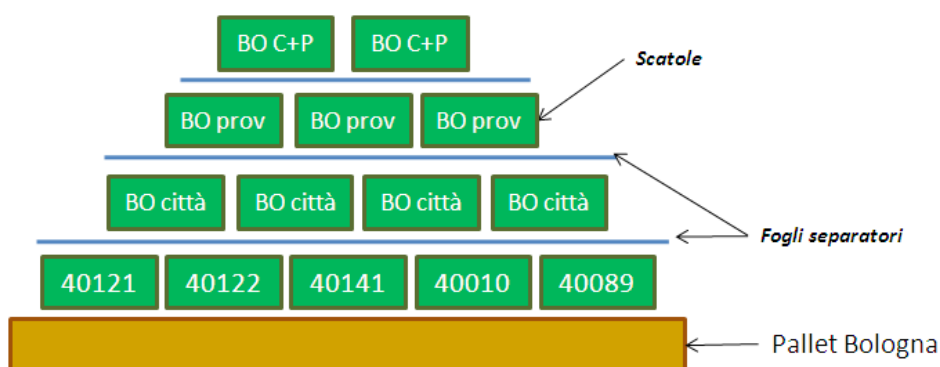 BO C+P BO C+P
Scatole
BO prov BO prov BO prov
BO città BO città BO città BO città
Fogli separatori
40121 40122 40141 40010 40089
Pallet Bologna